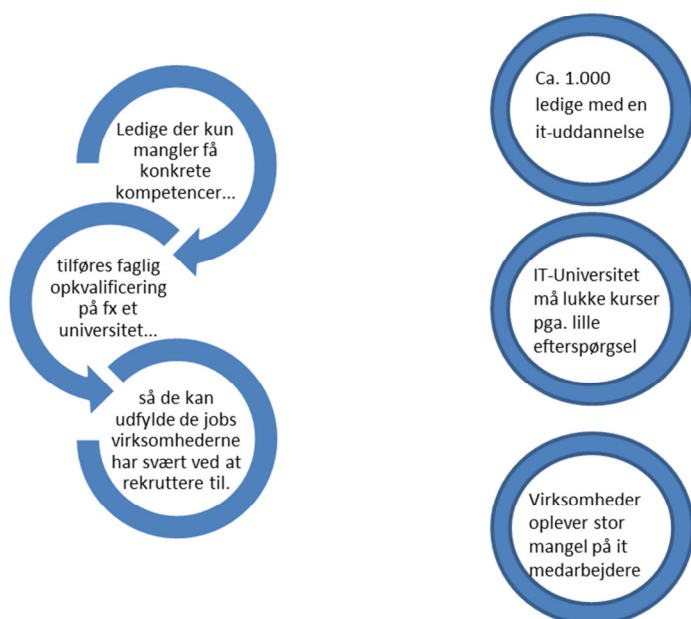 Ledige der kun
mangler få
konkrete
kompetencer...
tilføres faglig
opkvalificering
på fx et
universitet...
så de kan
udfylde de jobs
virksomhederne
har svært ved at
rekruttere til.
Ca. 1.000
ledige med en
it-uddannelse
IT-Universitet
må lukke kurser
pga. lille
efterspørgsel
Virksomheder
oplever stor
mangel på it
medarbejdere